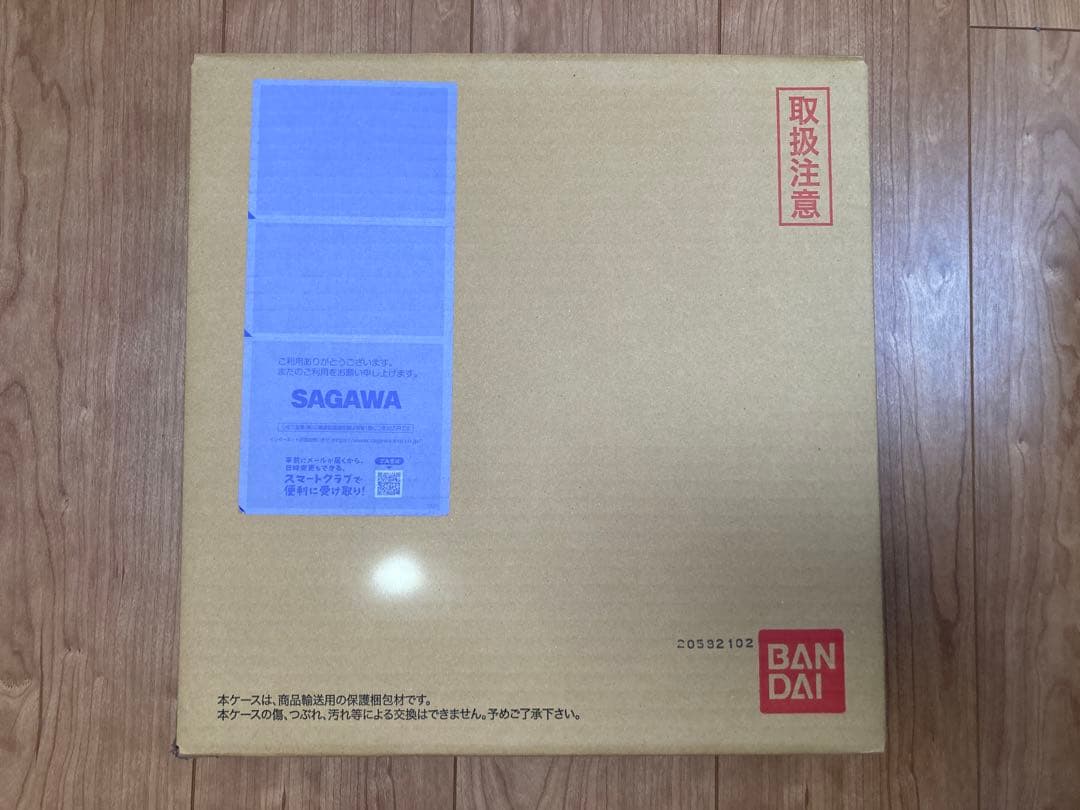 取扱注意
ご利用ありがとうございます。
またのご利用をお願い申し上げます。
SAGAWA
事前にメールが届くから、
日時変更もできる。
スマートクラブで
便利に受け取り!
20592102
BAN
DAI
本ケースは、商品輸送用の保護梱包材です。
本ケースの傷、つぶれ、汚れ等による交換はできません。予めご了承下さい。